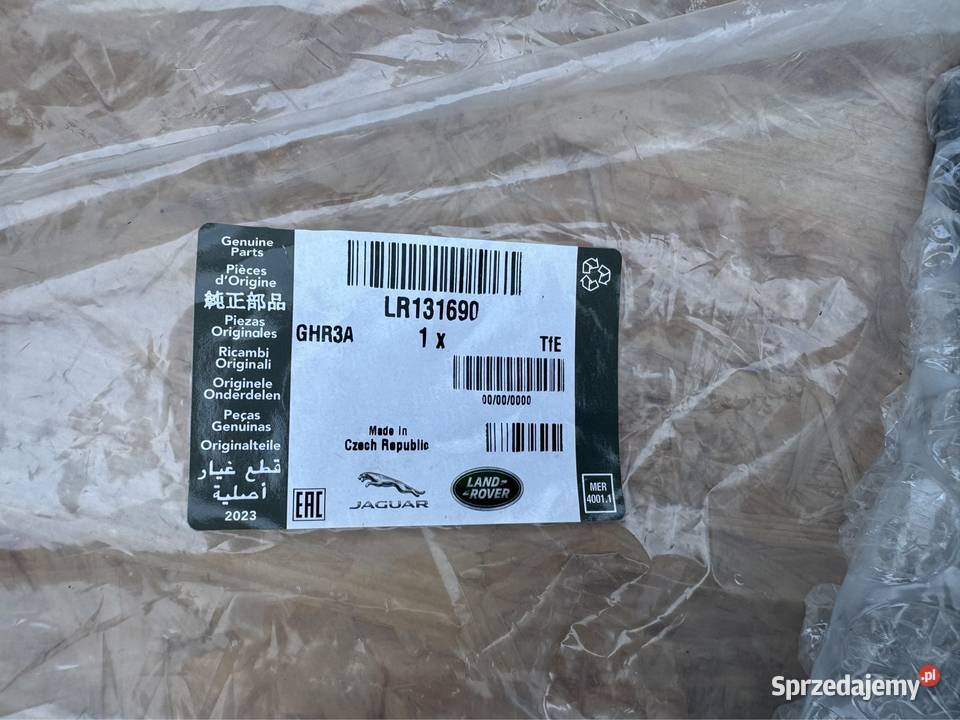 Genuine
Parts
Pièces
d'Origine
純正部品
Piezas
Originales
Ricambi
Originali
Originele
Onderdelen
Peças
Genuinas
Originalteile
قطع غيار
أصلية
2023
LR131690
GHR3A
1 x
TfE
00/00/0000
Made in
Czech Republic
EAC
JAGUAR
LAND-
-ROVER
MER
4001.1
Sprzedajemy.pl